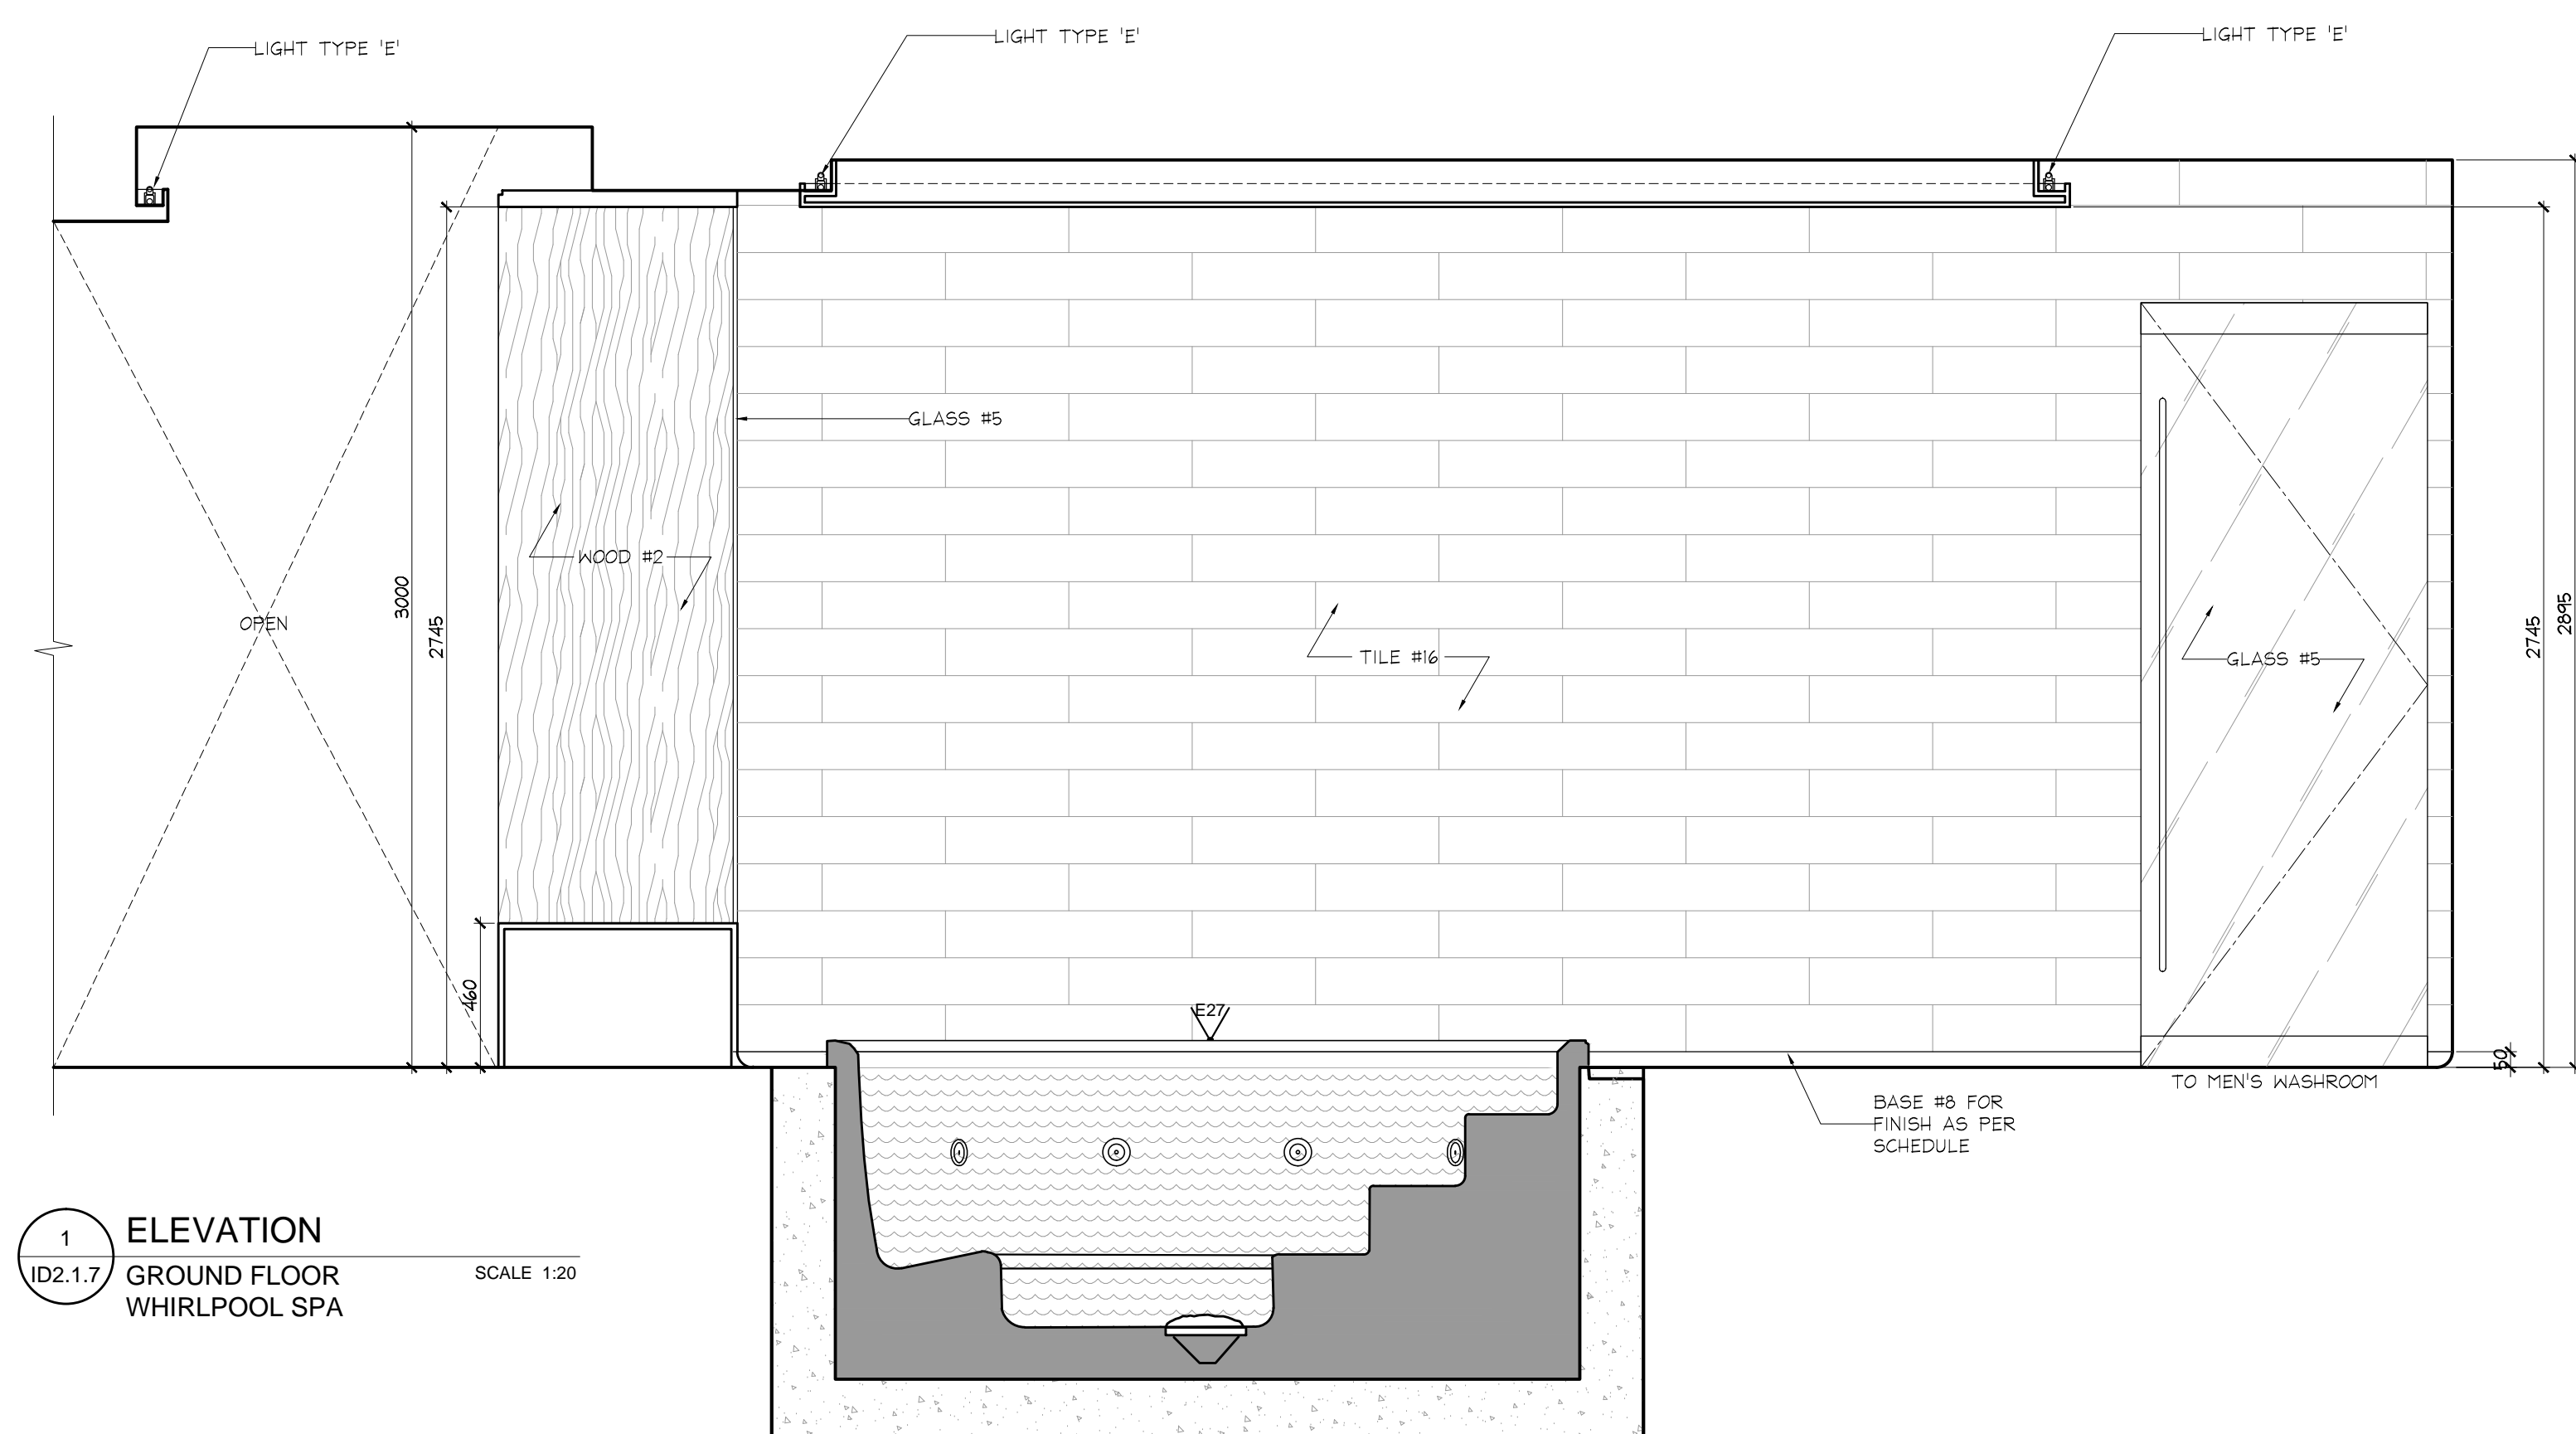 LIGHT TYPE 'E'
LIGHT TYPE 'E'
LIGHT TYPE 'E'
GLASS #5
WOOD #2
OPEN
3000
2745
460
TILE #16
GLASS #5
2745
2895
50
E27
TO MEN'S WASHROOM
BASE #8 FOR
FINISH AS PER
SCHEDULE
1
ID2.1.7
ELEVATION
GROUND FLOOR
WHIRLPOOL SPA
SCALE 1:20